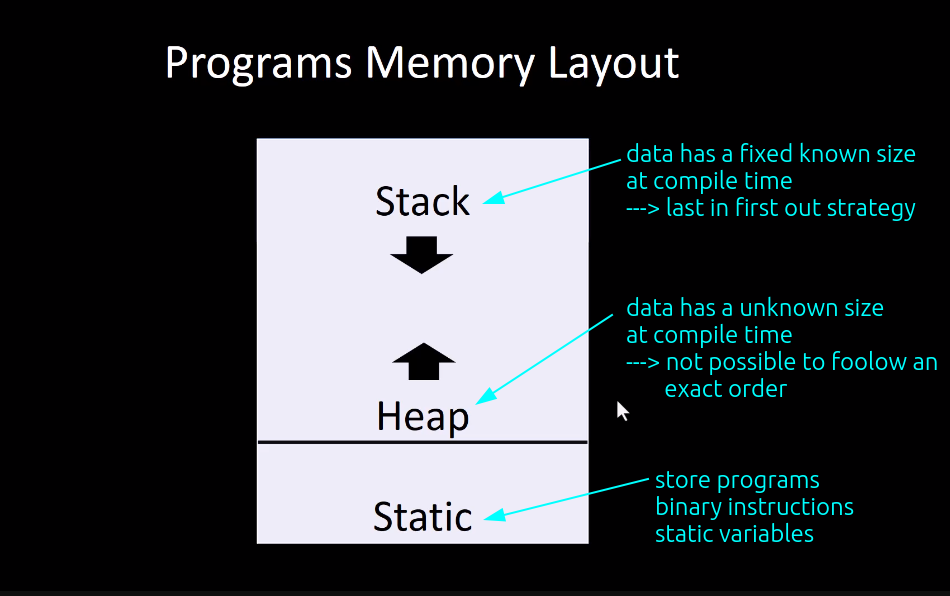 Programs Memory Layout
Stack
data has a fixed known size
at compile time
---> last in first out strategy
Heap
data has a unknown size
at compile time
---> not possible to foolow an
exact order
Static
store programs
binary instructions
static variables